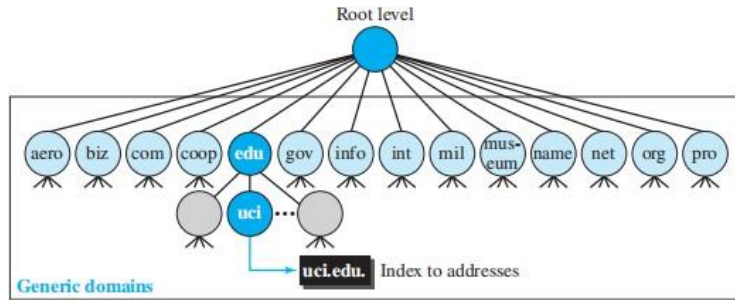 Root level
aero biz com coop edu gov info int mil mus-
eum name net org pro
uci ...
uci.edu. Index to addresses
Generic domains